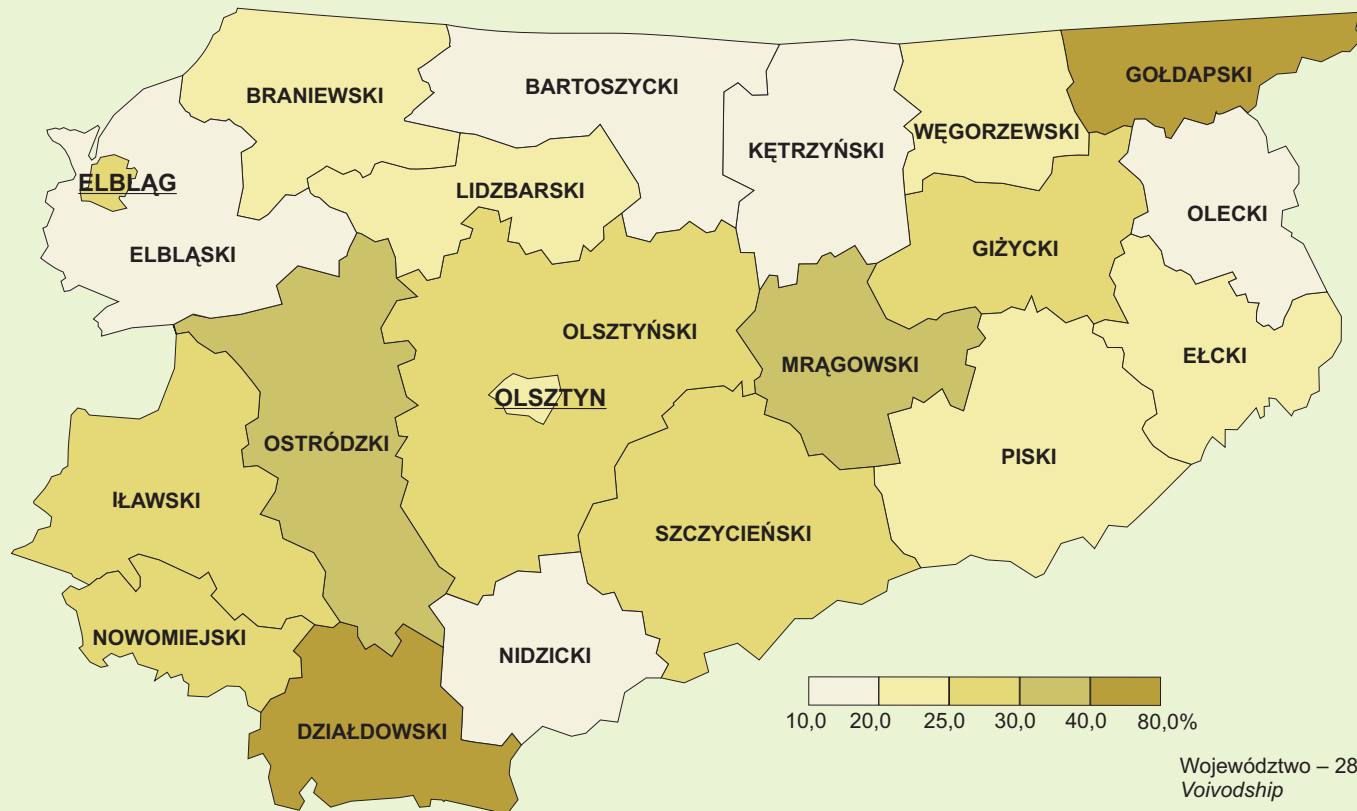 BRANIEWSKI
BARTOSZYCKI
GOŁDAPSKI
WĘGORZEWSKI
KĘTRZYŃSKI
ELBLĄG
LIDZBARSKI
OLECKI
ELBLĄSKI
GIŻYCKI
OLSZTYŃSKI
MRĄGOWSKI
EŁCKI
OLSZTYN
OSTRÓDZKI
PISKI
IŁAWSKI
SZCZYCIEŃSKI
NOWOMIEJSKI
NIDZICKI
DZIAŁDOWSKI
10,0 20,0 25,0 30,0 40,0 80,0%
Województwo – 28
Voivodship